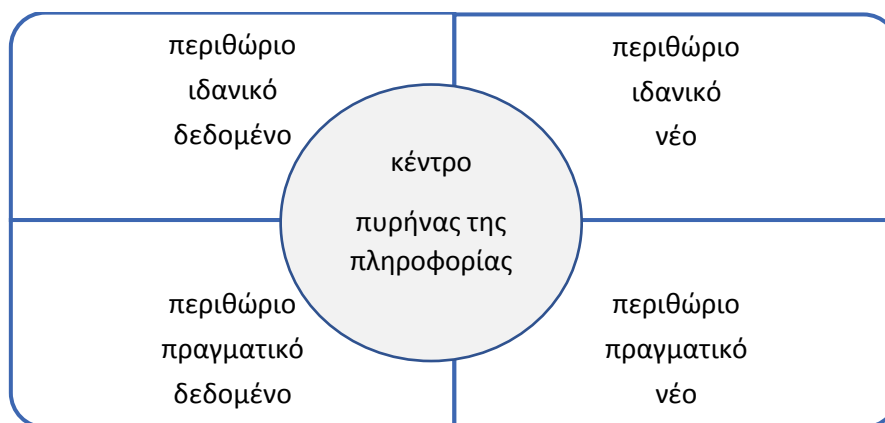 περιθώριο
ιδανικό
δεδομένο
περιθώριο
ιδανικό
νέο
κέντρο
πυρήνας της
πληροφορίας
περιθώριο
πραγματικό
δεδομένο
περιθώριο
πραγματικό
νέο